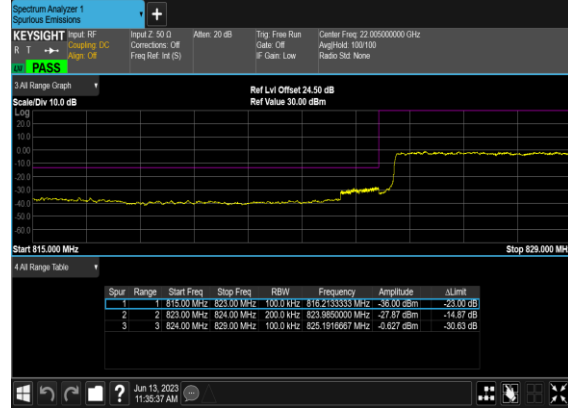 Spectrum Analyzer 1
Spurious Emissions
+
KEYSIGHT Input: RF Input Z: 50 Ω Atten: 20 dB Trig: Free Run Center Freq: 22.005000000 GHz
R T Coupling: DC Corrections: Off Gate: Off Avg|Hold: 100/100
Align: Off Freq Ref: Int (S) IF Gain: Low Radio Std: None
PASS
3 All Range Graph
Ref Lvl Offset 24.50 dB
Scale/Div 10.0 dB Ref Value 30.00 dBm
Log
20.0
10.0
0.00
-10.0
-20.0
-30.0
-40.0
-50.0
-60.0
Start 815.000 MHz Stop 829.000 MH
4 All Range Table
Spur Range Start Freq Stop Freq RBW Frequency Amplitude ΔLimit
1 1 815.00 MHz 823.00 MHz 100.0 kHz 816.2133333 MHz -36.00 dBm -23.00 dB
2 2 823.00 MHz 824.00 MHz 200.0 kHz 823.9850000 MHz -27.87 dBm -14.87 dB
3 3 824.00 MHz 829.00 MHz 100.0 kHz 825.1916667 MHz -0.627 dBm -30.63 dB
? Jun 13, 2023
11:35:37 AM